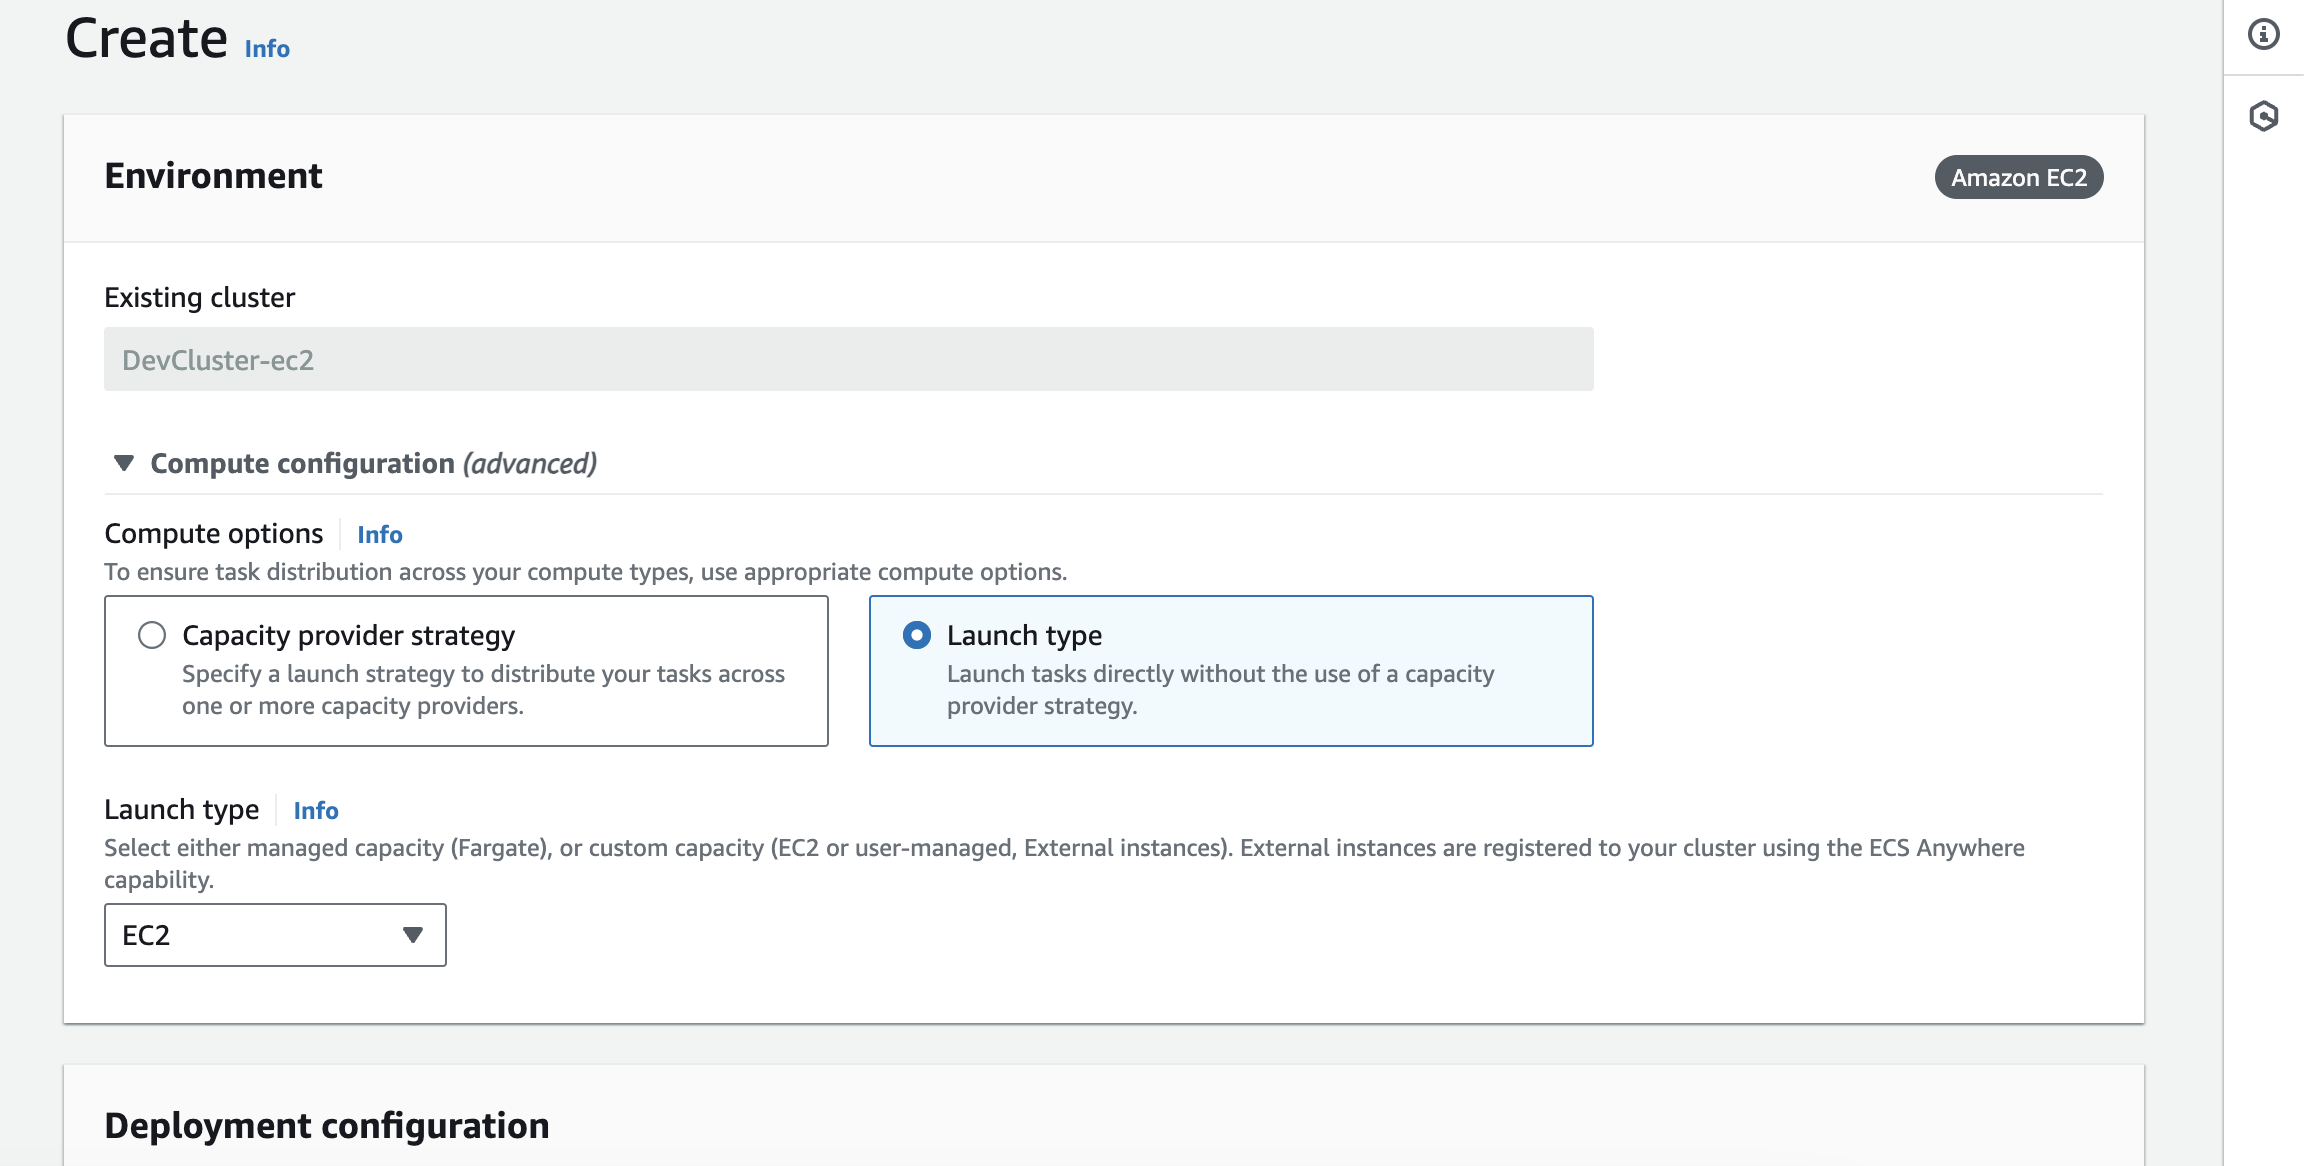 Create Info
Environment
Amazon EC2
Existing cluster
DevCluster-ec2
Compute configuration (advanced)
Compute options Info
To ensure task distribution across your compute types, use appropriate compute options.
Capacity provider strategy
Specify a launch strategy to distribute your tasks across
one or more capacity providers.
Launch type
Launch tasks directly without the use of a capacity
provider strategy.
Launch type Info
Select either managed capacity (Fargate), or custom capacity (EC2 or user-managed, External instances). External instances are registered to your cluster using the ECS Anywhere
capability.
EC2
Deployment configuration